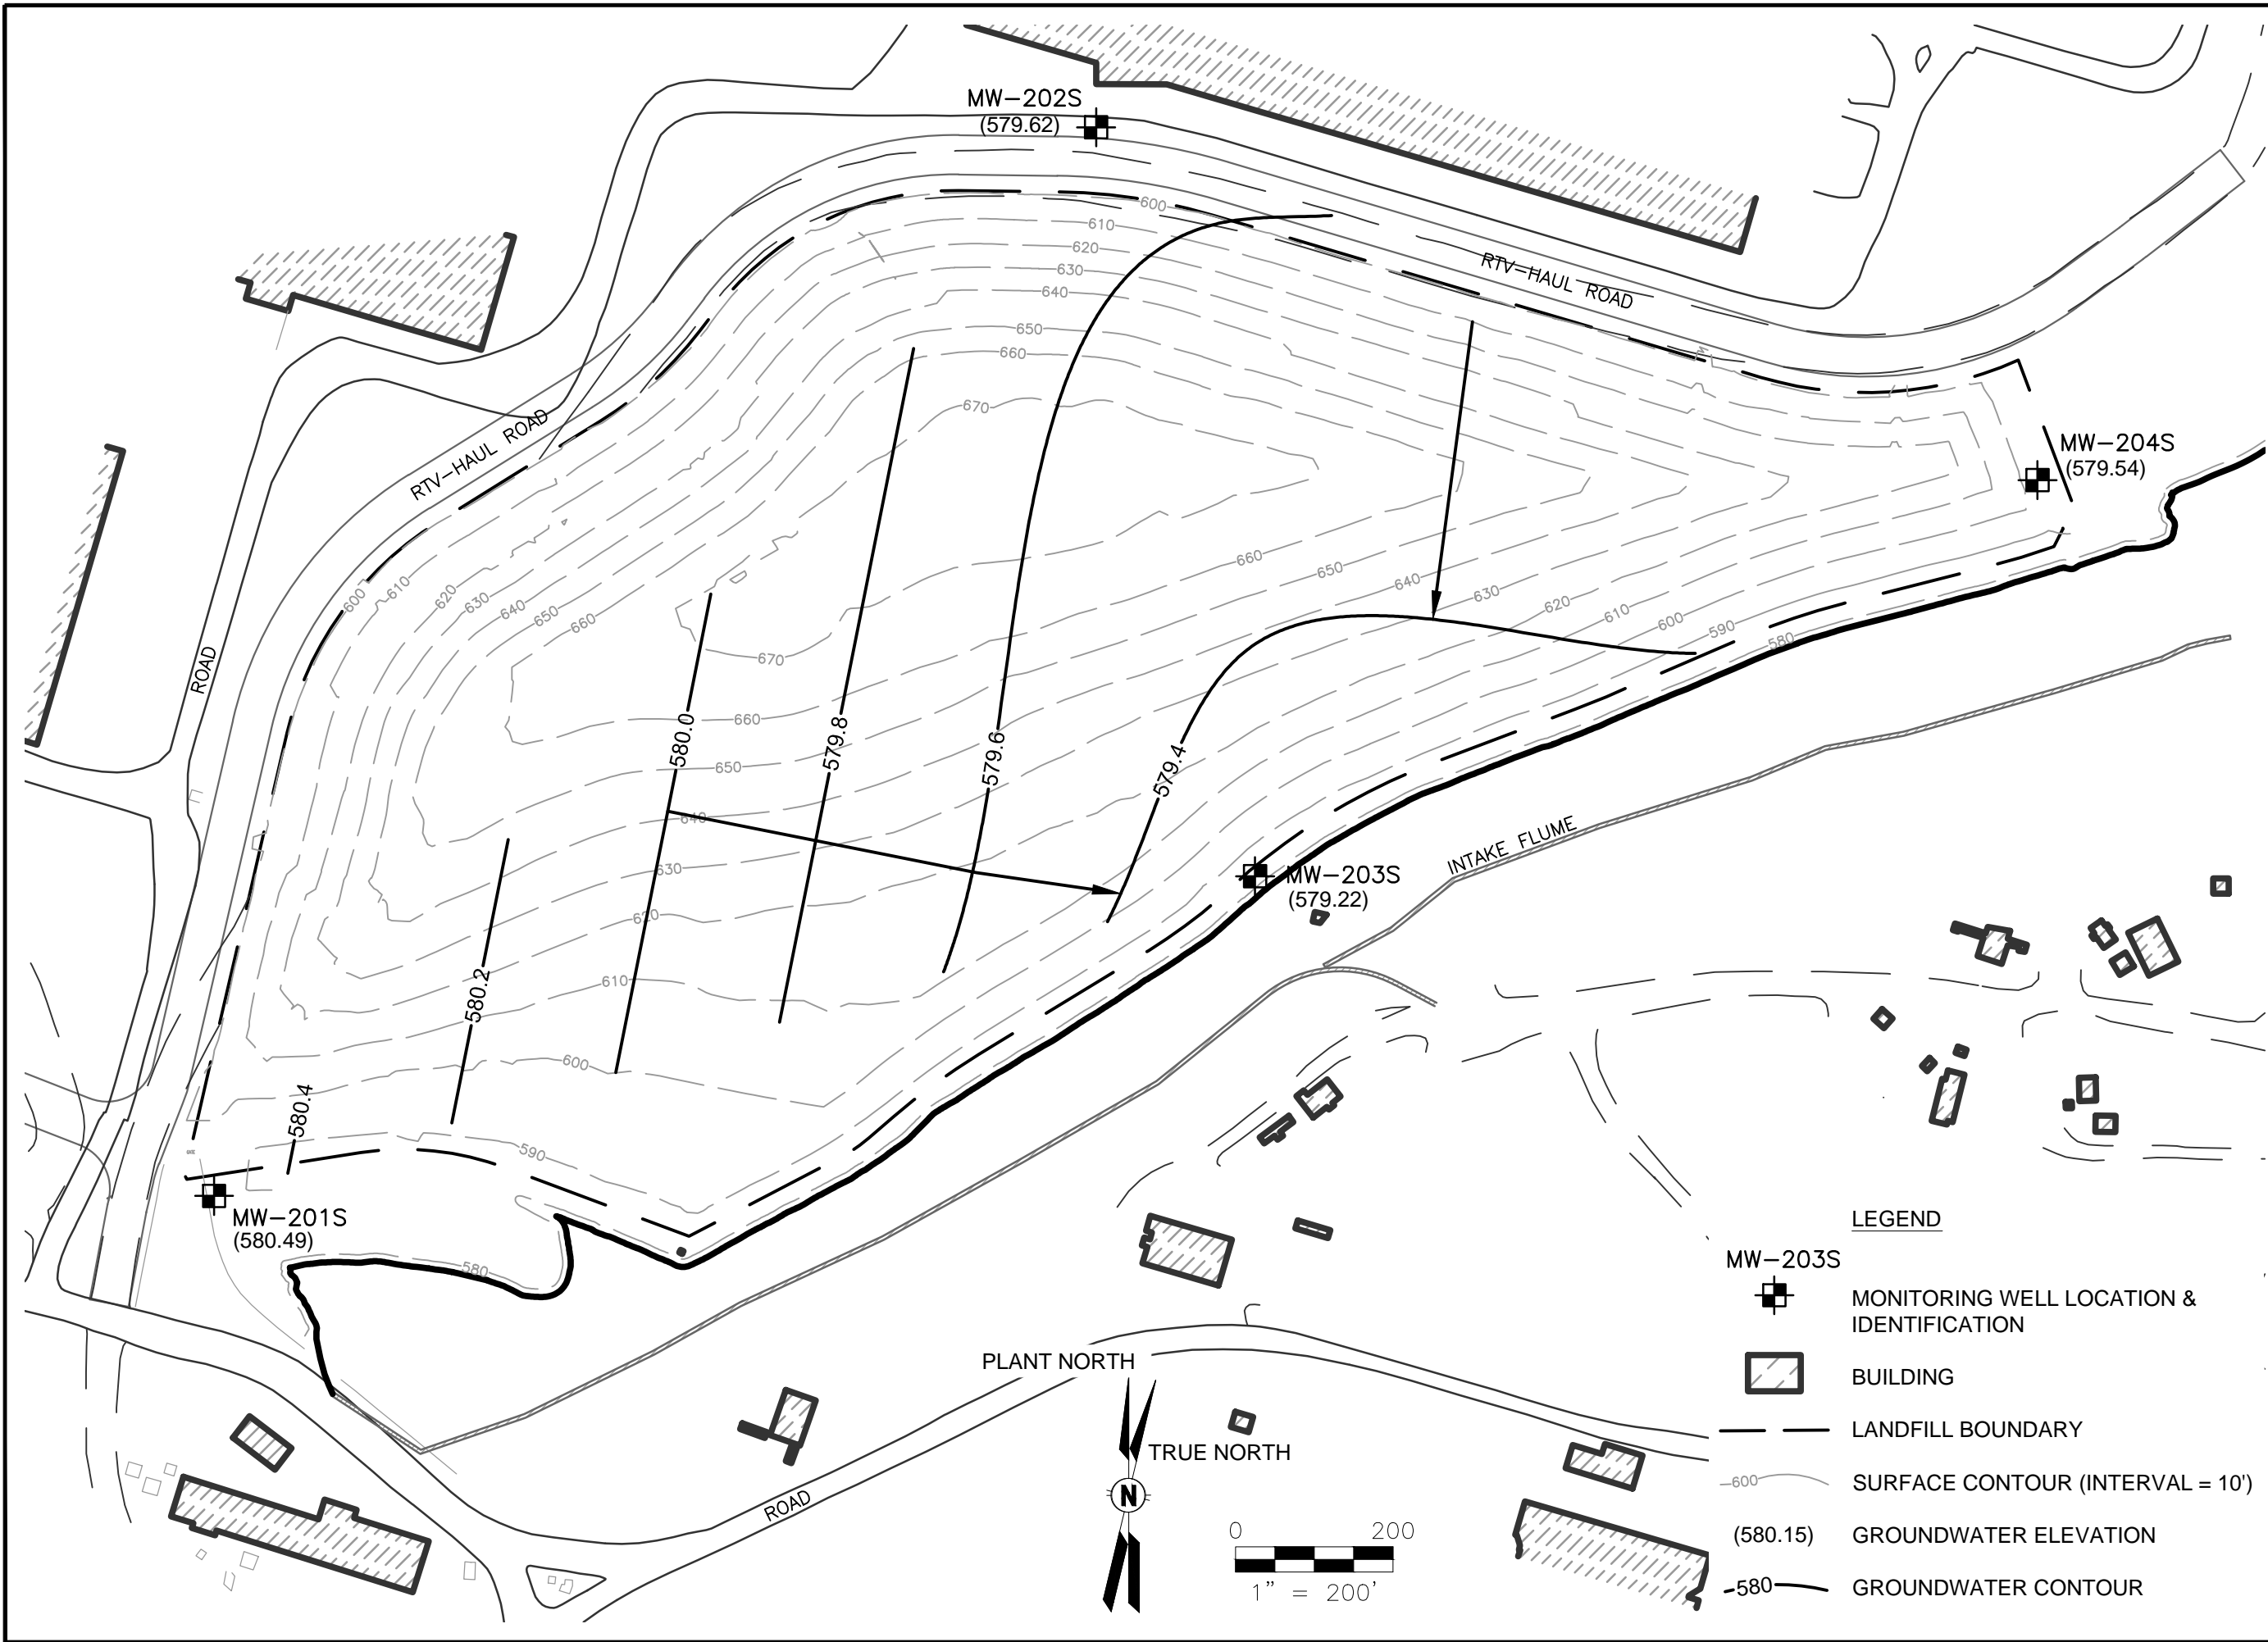 MW-202S
(579.62)
600
610
620
630
640
650
660
670
RTV-HAUL ROAD
MW-204S
(579.54)
RTV-HAUL ROAD
600
610
620
630
640
650
660
660
650
640
630
620
610
600
590
580
ROAD
670
660
650
640
630
620
610
600
590
580
580.0
579.8
579.6
579.4
580.2
580.4
INTAKE FLUME
MW-203S
(579.22)
MW-201S
(580.49)
PLANT NORTH
TRUE NORTH
N
ROAD
0 200
1" = 200'
LEGEND
MW-203S
MONITORING WELL LOCATION &
IDENTIFICATION
BUILDING
LANDFILL BOUNDARY
600
SURFACE CONTOUR (INTERVAL = 10')
(580.15) GROUNDWATER ELEVATION
580 GROUNDWATER CONTOUR